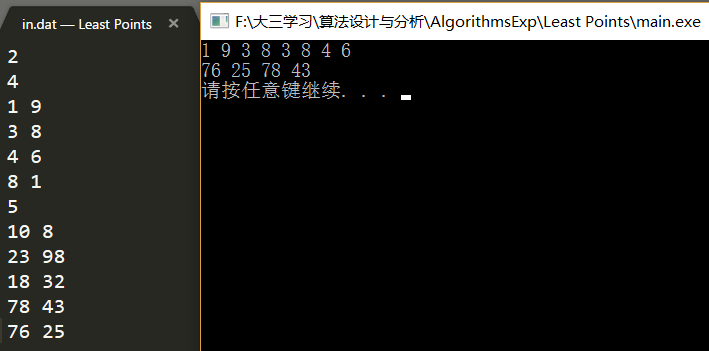 in.dat — Least Points ×
2
4
1 9
3 8
4 6
8 1
5
10 8
23 98
18 32
78 43
76 25
F:\大三学习\算法设计与分析\AlgorithmsExp\Least Points\main.exe
1 9 3 8 3 8 4 6
76 25 78 43
请按任意键继续. . .